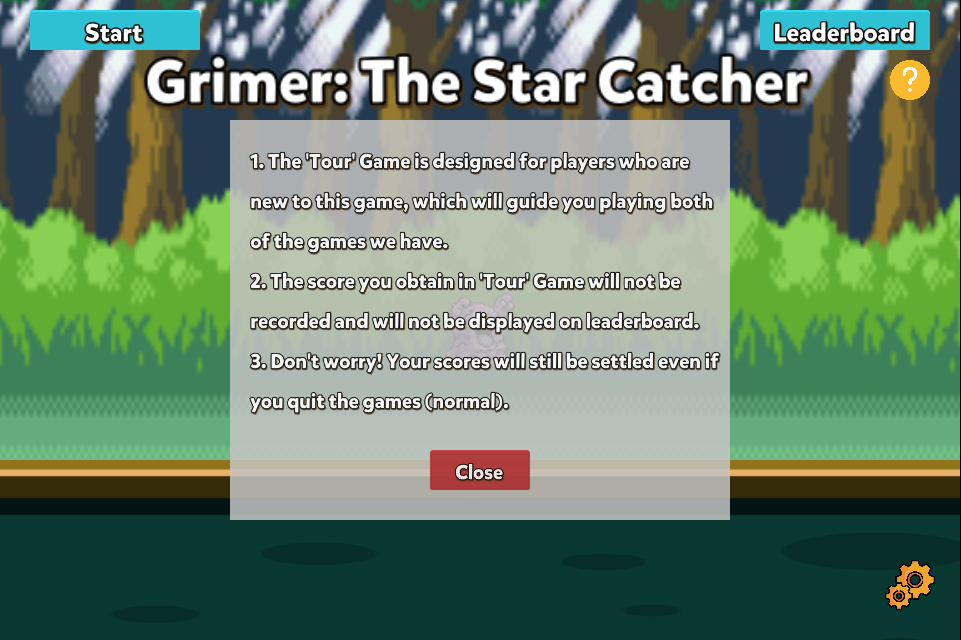 Start
Leaderboard
Grimer: The Star Catcher
?
1. The 'Tour' Game is designed for players who are
new to this game, which will guide you playing both
of the games we have.
2. The score you obtain in 'Tour' Game will not be
recorded and will not be displayed on leaderboard.
3. Don't worry! Your scores will still be settled even if
you quit the games (normal).
Close